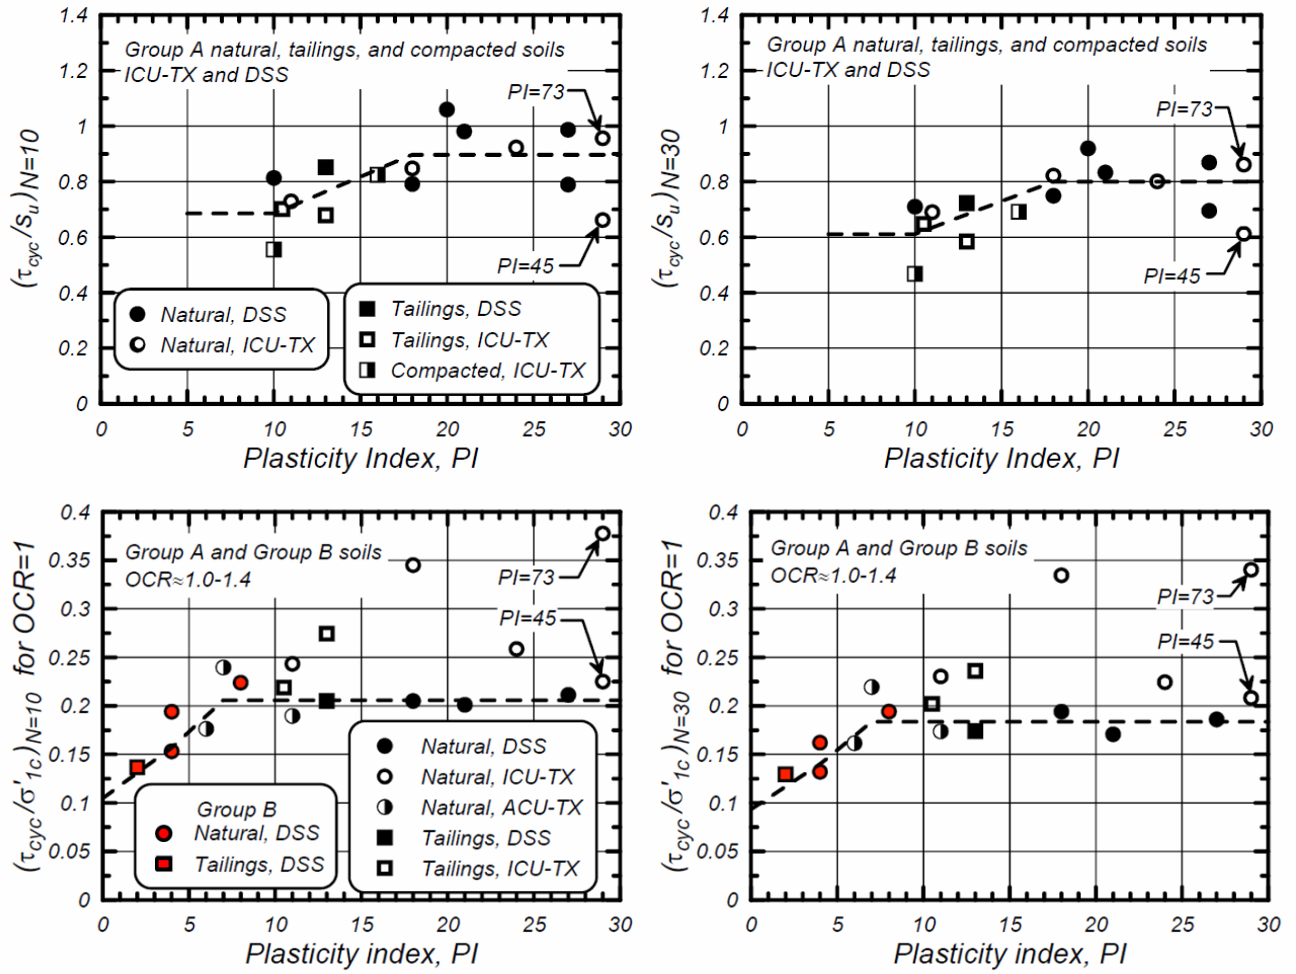 1.4
1.2
1
0.8
0.6
0.4
0.2
0
(τcyc/su)N=10
Group A natural, tailings, and compacted soils
ICU-TX and DSS
PI=73
PI=45
Natural, DSS
Natural, ICU-TX
Tailings, DSS
Tailings, ICU-TX
Compacted, ICU-TX
0 5 10 15 20 25 30
Plasticity Index, PI
1.4
1.2
1
0.8
0.6
0.4
0.2
0
(τcyc/su)N=30
Group A natural, tailings, and compacted soils
ICU-TX and DSS
PI=73
PI=45
0 5 10 15 20 25 30
Plasticity Index, PI
0.4
0.35
0.3
0.25
0.2
0.15
0.1
0.05
0
(τcyc/σ'1c)N=10 for OCR=1
Group A and Group B soils
OCR≈1.0-1.4
PI=73
PI=45
Group B
Natural, DSS
Tailings, DSS
Natural, DSS
Natural, ICU-TX
Natural, ACU-TX
Tailings, DSS
Tailings, ICU-TX
0 5 10 15 20 25 30
Plasticity index, PI
0.4
0.35
0.3
0.25
0.2
0.15
0.1
0.05
0
(τcyc/σ'1c)N=30 for OCR=1
Group A and Group B soils
OCR≈1.0-1.4
PI=73
PI=45
0 5 10 15 20 25 30
Plasticity index, PI